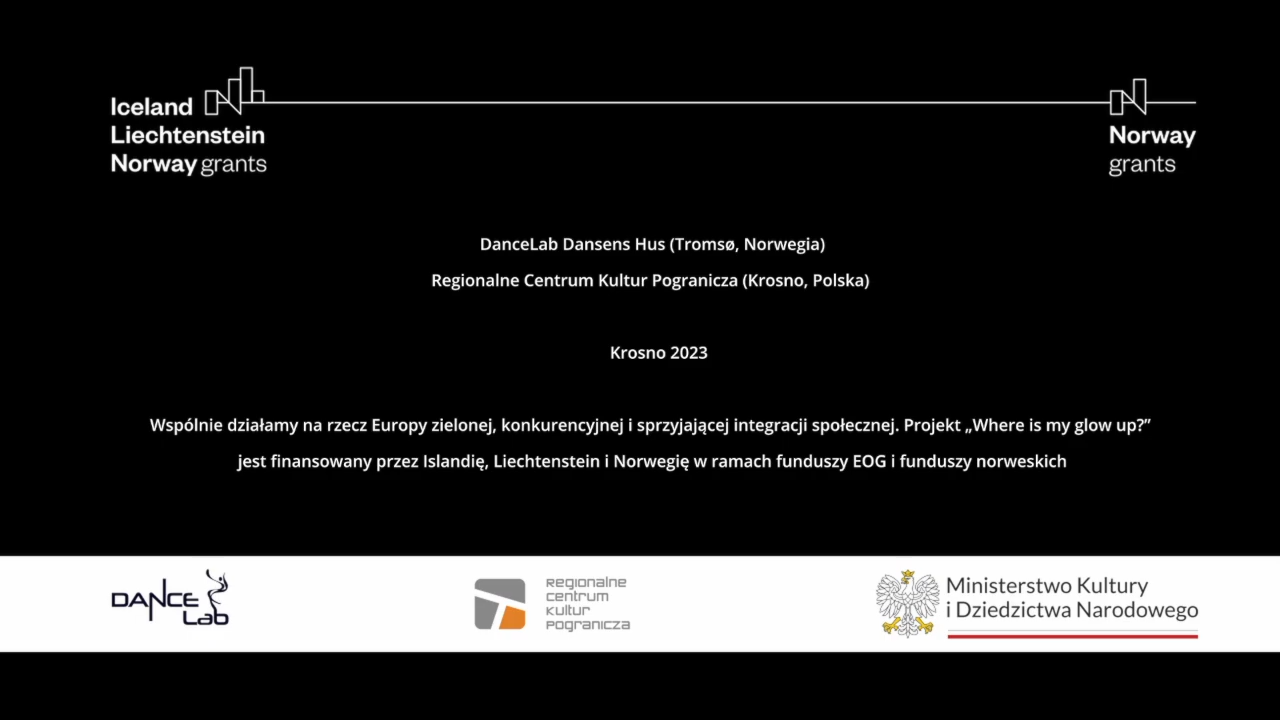 Iceland
Liechtenstein
Norway grants
Norway
grants
DanceLab Dansens Hus (Tromsø, Norwegia)
Regionalne Centrum Kultur Pogranicza (Krosno, Polska)
Krosno 2023
Wspólnie działamy na rzecz Europy zielonej, konkurencyjnej i sprzyjającej integracji społecznej. Projekt „Where is my glow up?”
jest finansowany przez Islandię, Liechtenstein i Norwegię w ramach funduszy EOG i funduszy norweskich
DANCE
Lab
regionalne
centrum
kultur
pogranicza
Ministerstwo Kultury
i Dziedzictwa Narodowego